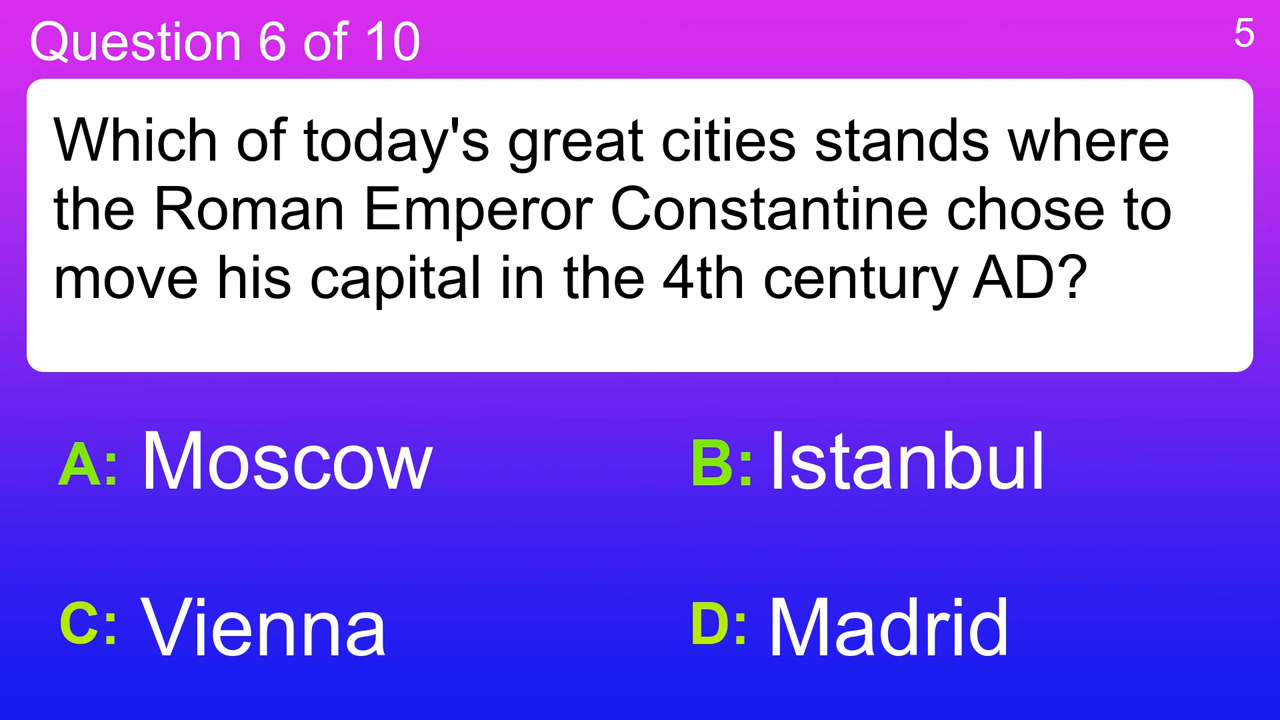 Question 6 of 10
5
Which of today's great cities stands where
the Roman Emperor Constantine chose to
move his capital in the 4th century AD?
A: Moscow
B: Istanbul
C: Vienna
D: Madrid